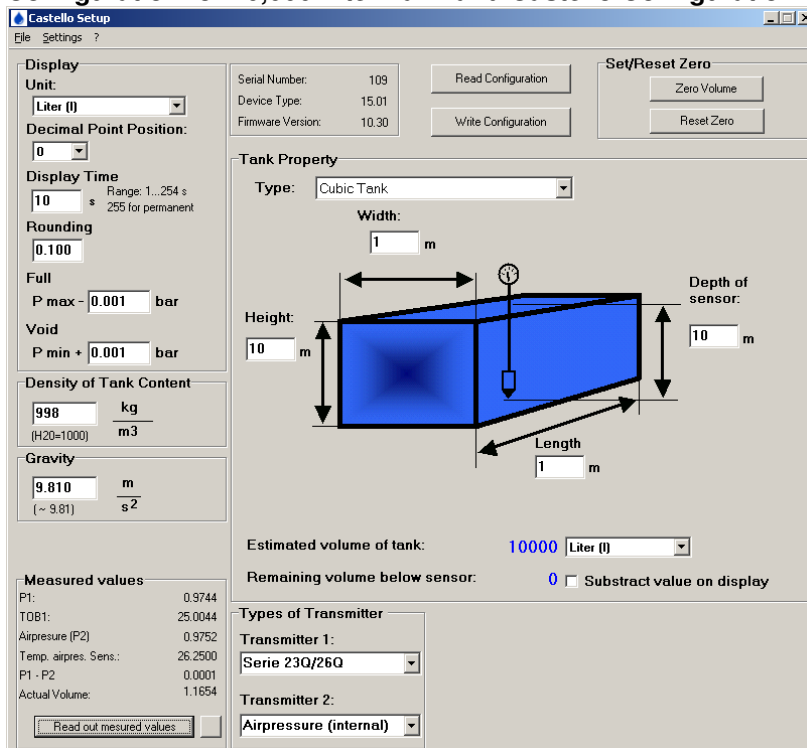 Castello Setup
File Settings ?
Display
Unit:
Liter (l)
Decimal Point Position:
0
Display Time
10 s Range: 1...254 s
255 for permanent
Rounding
0.100
Full
P max - 0.001 bar
Void
P min + 0.001 bar
Density of Tank Content
998 kg
m3
(H20=1000)
Gravity
9.810 m
s2
(~ 9.81)
Measured values
P1: 0.9744
TOB1: 25.0044
Airpresure (P2) 0.9752
Temp. airpres. Sens.: 26.2500
P1 - P2 0.0001
Actual Volume: 1.1654
Read out mesured values
Serial Number: 109
Device Type: 15.01
Firmware Version: 10.30
Read Configuration
Write Configuration
Set/Reset Zero
Zero Volume
Reset Zero
Tank Property
Type: Cubic Tank
Width:
1 m
Height:
10 m
Depth of
sensor:
10 m
Length
1 m
Estimated volume of tank: 10000 Liter (l)
Remaining volume below sensor: 0 Substract value on display
Types of Transmitter
Transmitter 1:
Serie 23Q/26Q
Transmitter 2:
Airpressure (internal)